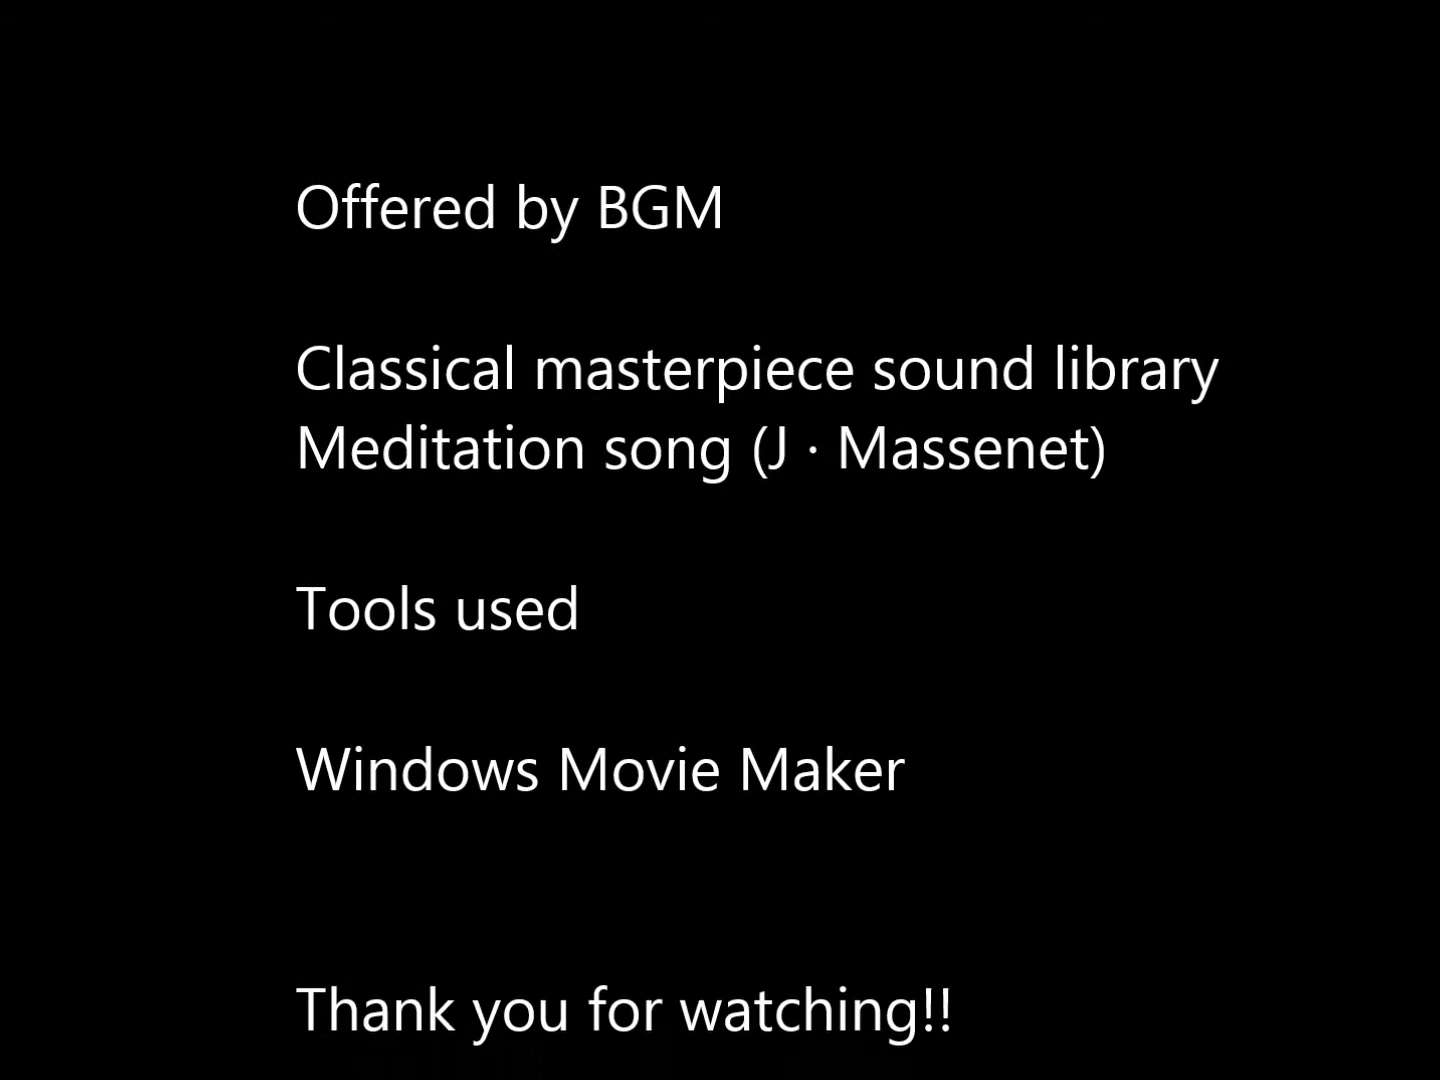 Offered by BGM
Classical masterpiece sound library
Meditation song (J · Massenet)
Tools used
Windows Movie Maker
Thank you for watching!!